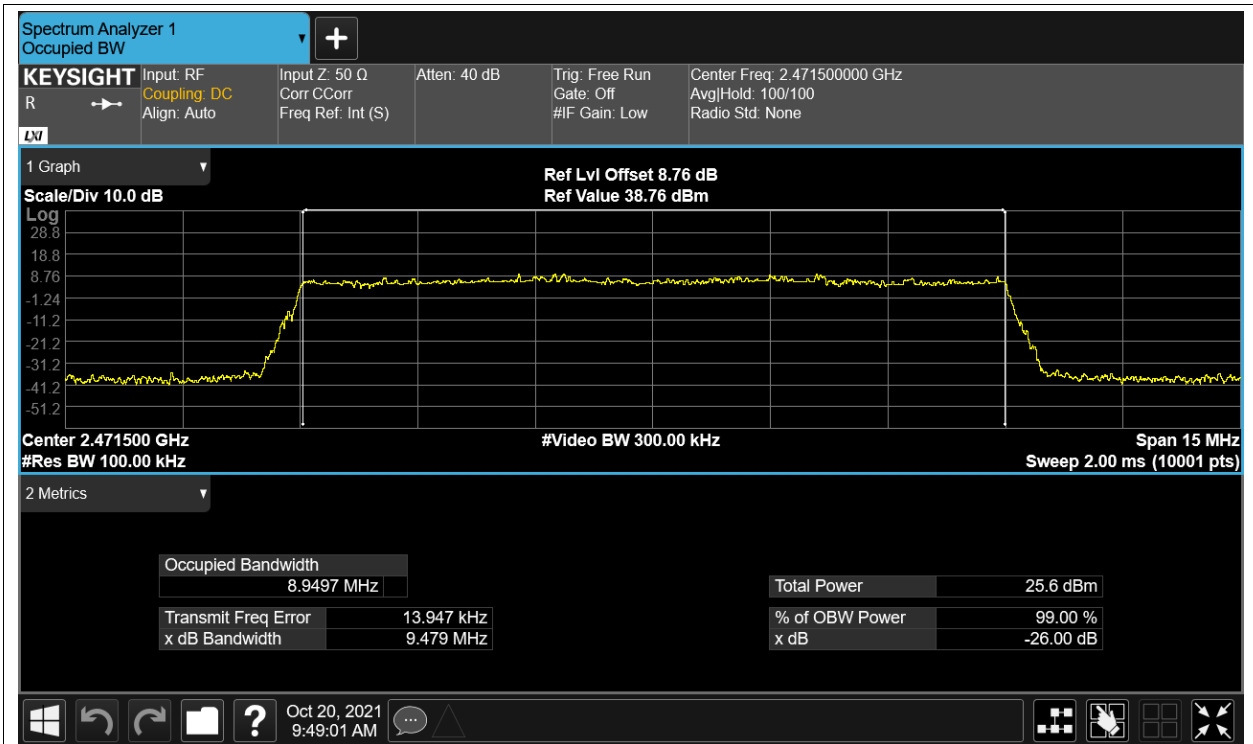 Spectrum Analyzer 1
Occupied BW
KEYSIGHT
R
LXI
Input: RF
Coupling: DC
Align: Auto
Input Z: 50 Ω
Corr CCorr
Freq Ref: Int (S)
Atten: 40 dB
Trig: Free Run
Gate: Off
#IF Gain: Low
Center Freq: 2.471500000 GHz
Avg|Hold: 100/100
Radio Std: None
1 Graph
Scale/Div 10.0 dB
Ref Lvl Offset 8.76 dB
Ref Value 38.76 dBm
Log
28.8
18.8
8.76
-1.24
-11.2
-21.2
-31.2
-41.2
-51.2
Center 2.471500 GHz
#Video BW 300.00 kHz
Span 15 MHz
#Res BW 100.00 kHz
Sweep 2.00 ms (10001 pts)
2 Metrics
Occupied Bandwidth
8.9497 MHz
Total Power 25.6 dBm
Transmit Freq Error 13.947 kHz
% of OBW Power 99.00 %
x dB Bandwidth 9.479 MHz
x dB -26.00 dB
?
Oct 20, 2021
9:49:01 AM